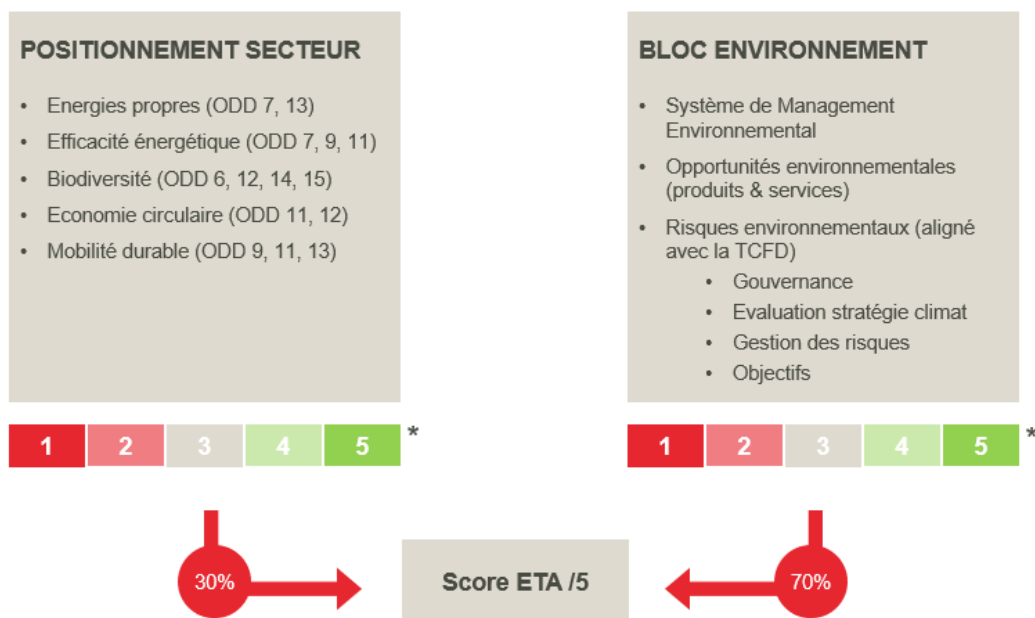 POSITIONNEMENT SECTEUR
• Energies propres (ODD 7, 13)
• Efficacité énergétique (ODD 7, 9, 11)
• Biodiversité (ODD 6, 12, 14, 15)
• Economie circulaire (ODD 11, 12)
• Mobilité durable (ODD 9, 11, 13)
1 2 3 4 5 *
30%
BLOC ENVIRONNEMENT
• Système de Management
Environnemental
• Opportunités environnementales
(produits & services)
• Risques environnementaux (aligné
avec la TCFD)
• Gouvernance
• Evaluation stratégie climat
• Gestion des risques
• Objectifs
1 2 3 4 5 *
70%
Score ETA /5